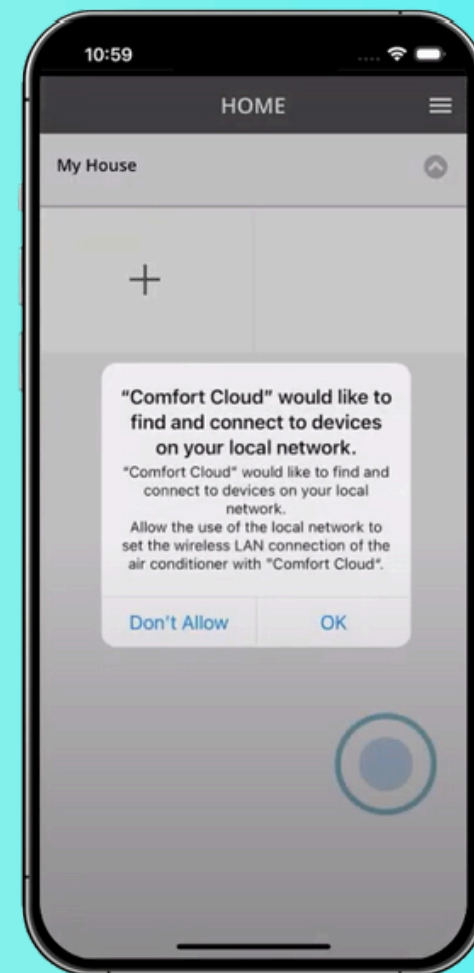 10:59
HOME
My House
"Comfort Cloud" would like to
find and connect to devices
on your local network.
"Comfort Cloud" would like to find and
connect to devices on your local
network.
Allow the use of the local network to
set the wireless LAN connection of the
air conditioner with "Comfort Cloud".
Don't Allow
OK